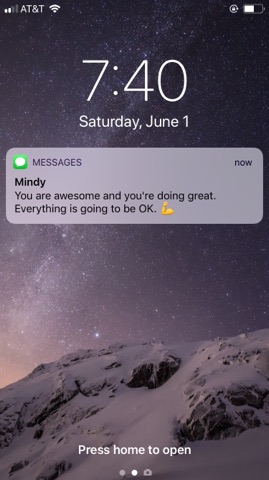 AT&T
7:40
Saturday, June 1
MESSAGES now
Mindy
You are awesome and you're doing great.
Everything is going to be OK. 💪
Press home to open